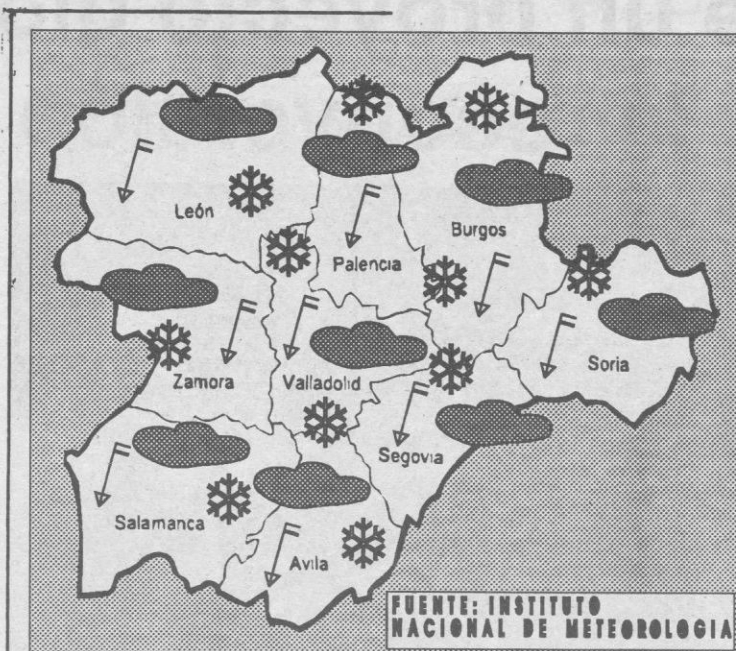 León
Burgos
Palencia
Soria
Zamora
Valladolid
Segovia
Salamanca
Avila
FUENTE: INSTITUTO
NACIONAL DE METEOROLOGIA